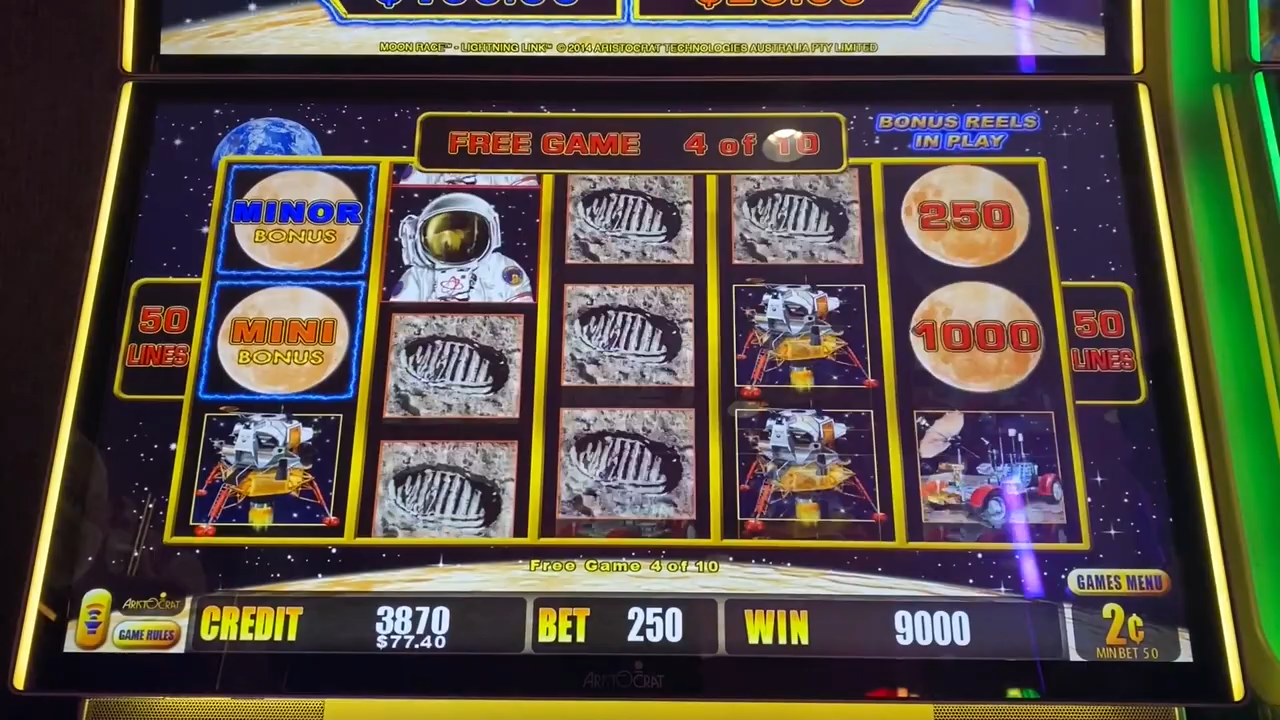 MOON RACE™ - LIGHTNING LINK™ © 2014 ARISTOCRAT TECHNOLOGIES AUSTRALIA PTY LIMITED
FREE GAME 4 of 10
BONUS REELS
IN PLAY
MINOR
BONUS
250
MINI
BONUS
1000
50
LINES
50
LINES
Free Game 4 of 10
GAMES MENU
ARISTOCRAT
GAME RULES
CREDIT 3870
$77.40
BET 250
WIN 9000
2¢
MIN BET 50
ARISTOCRAT